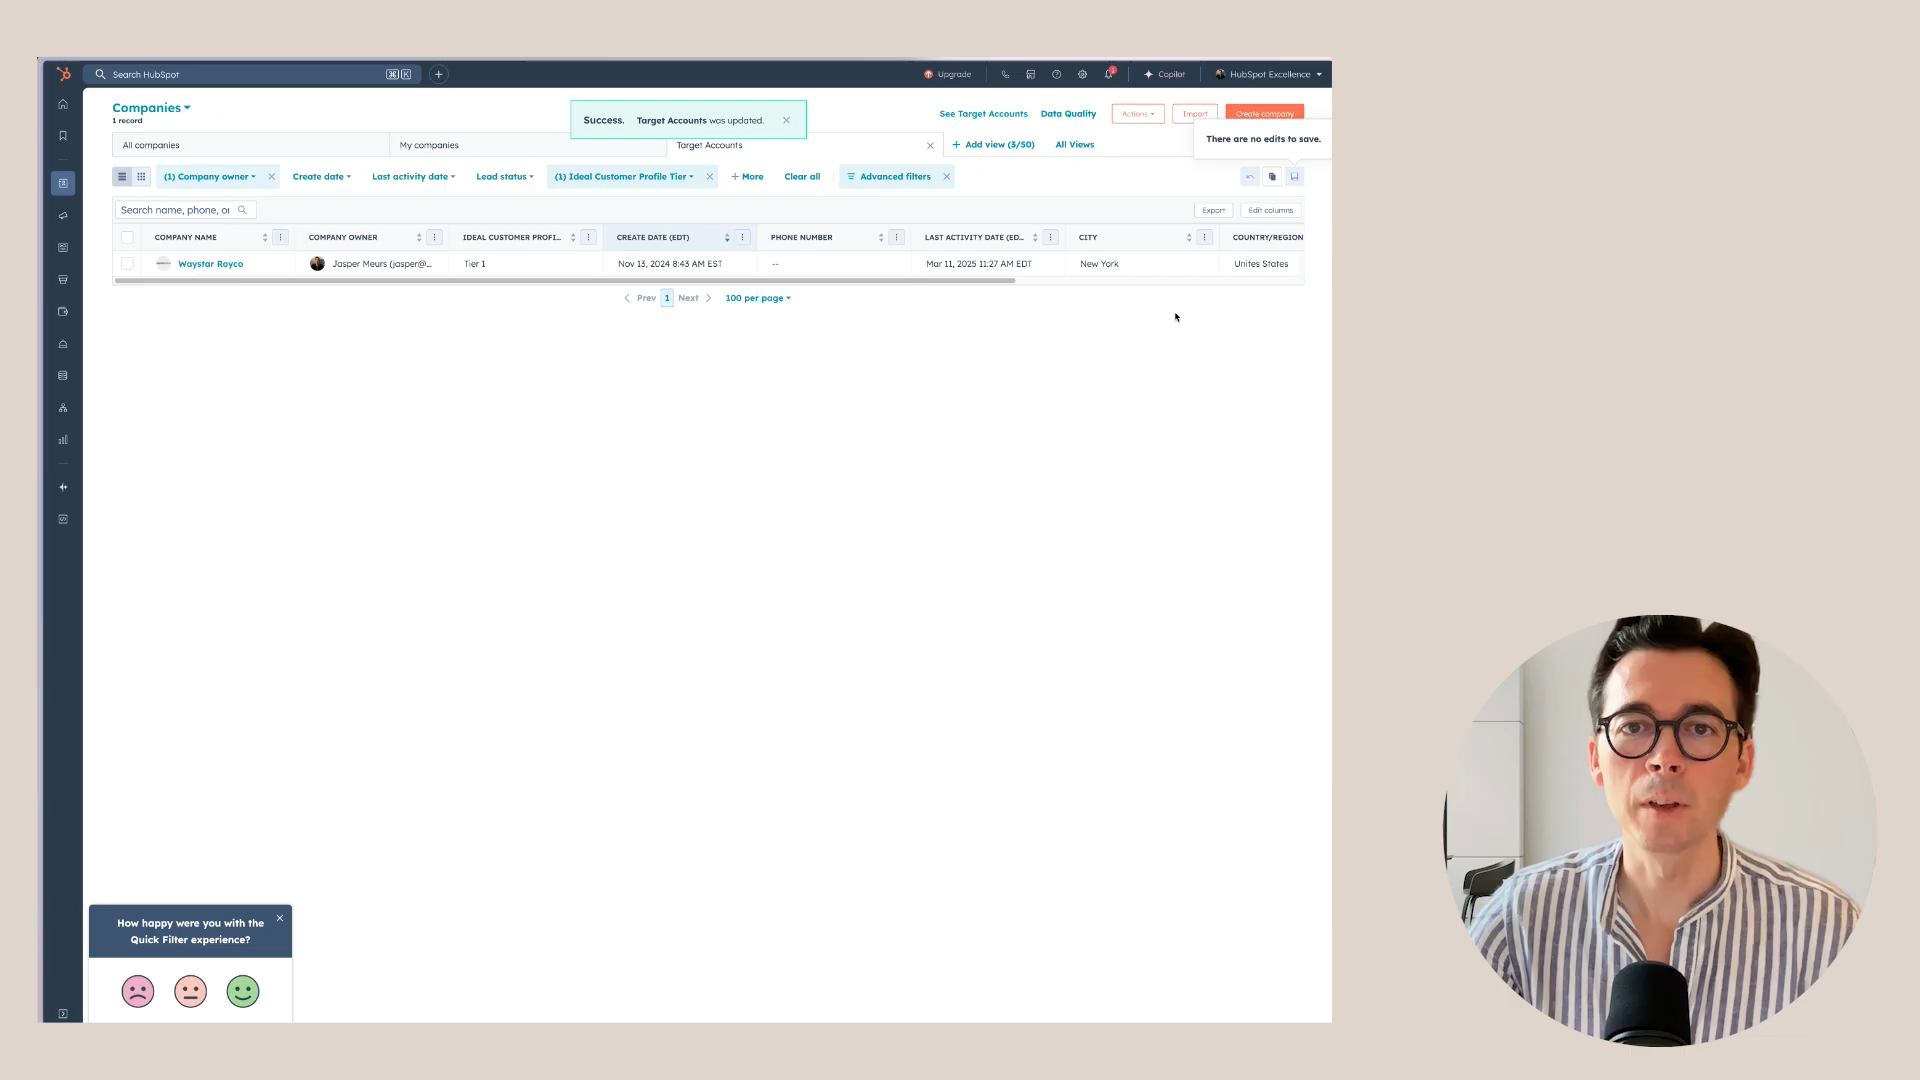 Search HubSpot
K
+
Upgrade
Copilot
HubSpot Excellence
Companies
1 record
Success. Target Accounts was updated.
See Target Accounts
Data Quality
Actions
Import
Create company
There are no edits to save.
All companies
My companies
Target Accounts
+ Add view (3/50)
All Views
(1) Company owner
Create date
Last activity date
Lead status
(1) Ideal Customer Profile Tier
+ More
Clear all
Advanced filters
Search name, phone, or
Export
Edit columns
COMPANY NAME
COMPANY OWNER
IDEAL CUSTOMER PROFI...
CREATE DATE (EDT)
PHONE NUMBER
LAST ACTIVITY DATE (ED...
CITY
COUNTRY/REGION
Waystar Royco
Jasper Meurs (jasper@...
Tier 1
Nov 13, 2024 8:43 AM EST
--
Mar 11, 2025 11:27 AM EDT
New York
Unites States
Prev 1 Next
100 per page
How happy were you with the
Quick Filter experience?